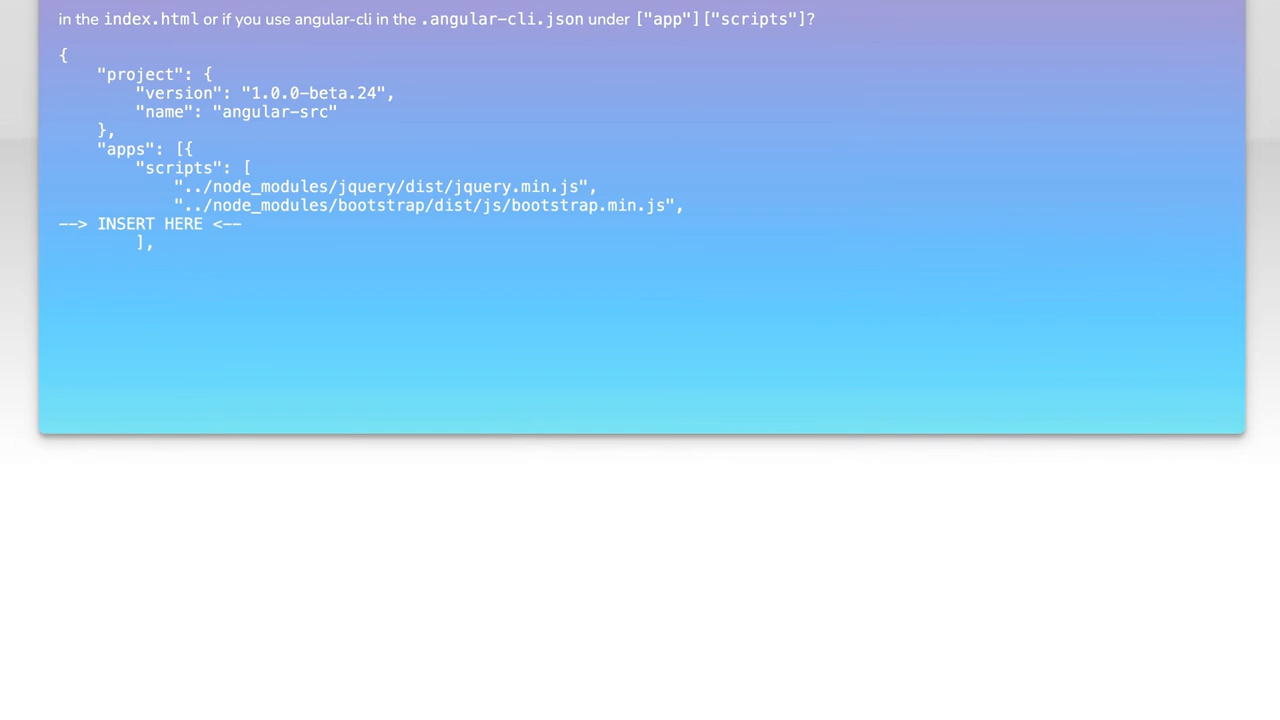 in the index.html or if you use angular-cli in the .angular-cli.json under ["app"]["scripts"]?
{
    "project": {
        "version": "1.0.0-beta.24",
        "name": "angular-src"
    },
    "apps": [{
        "scripts": [
            "../node_modules/jquery/dist/jquery.min.js",
            "../node_modules/bootstrap/dist/js/bootstrap.min.js",
--> INSERT HERE <--
        ],